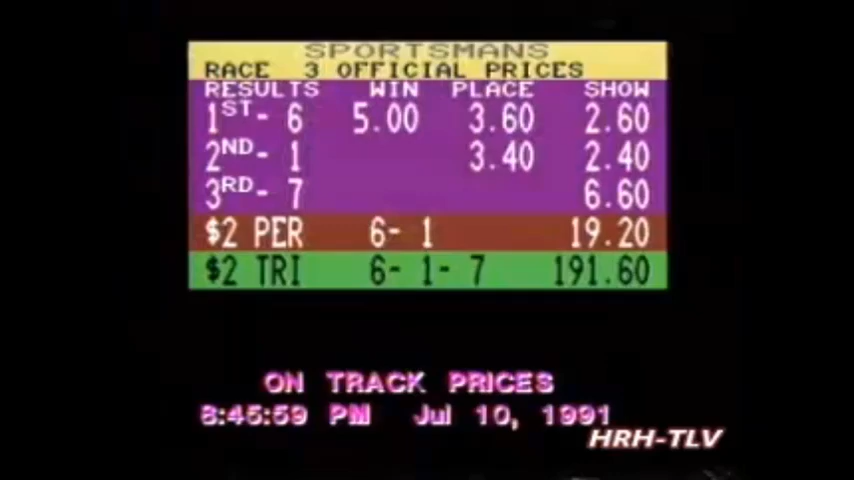 SPORTSMANS
RACE 3 OFFICIAL PRICES
RESULTS WIN PLACE SHOW
1ST- 6 5.00 3.60 2.60
2ND- 1 3.40 2.40
3RD- 7 6.60
$2 PER 6- 1 19.20
$2 TRI 6- 1- 7 191.60
ON TRACK PRICES
8:45:59 PM Jul 10, 1991
HRH-TLV